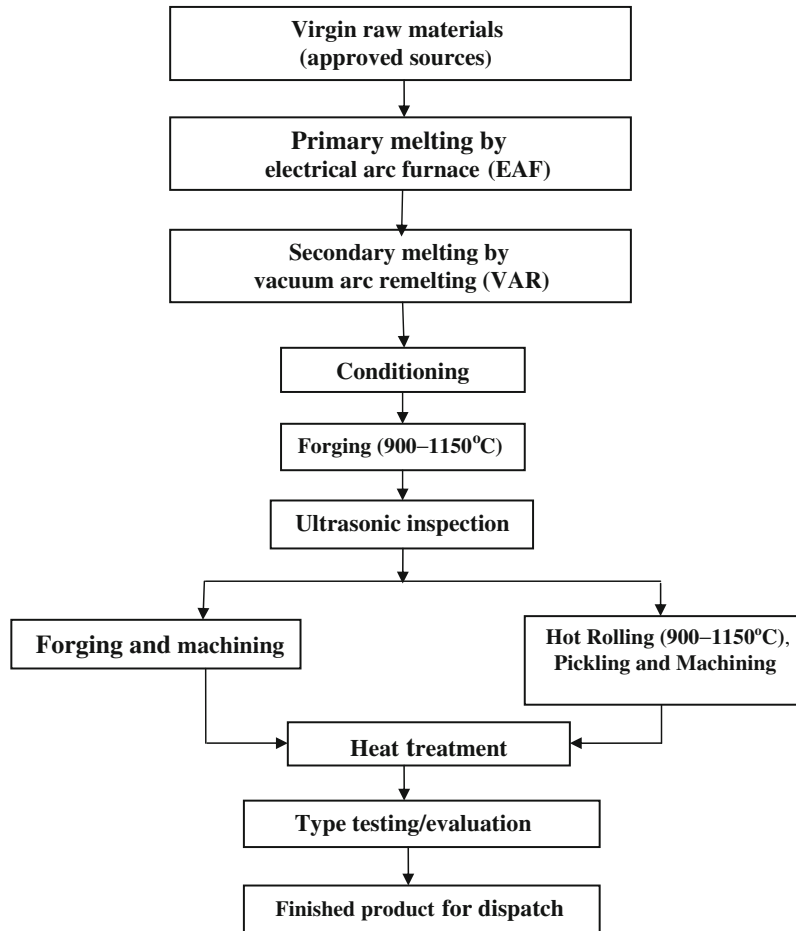 Virgin raw materials
(approved sources)
Primary melting by
electrical arc furnace (EAF)
Secondary melting by
vacuum arc remelting (VAR)
Conditioning
Forging (900–1150°C)
Ultrasonic inspection
Forging and machining
Hot Rolling (900–1150°C),
Pickling and Machining
Heat treatment
Type testing/evaluation
Finished product for dispatch